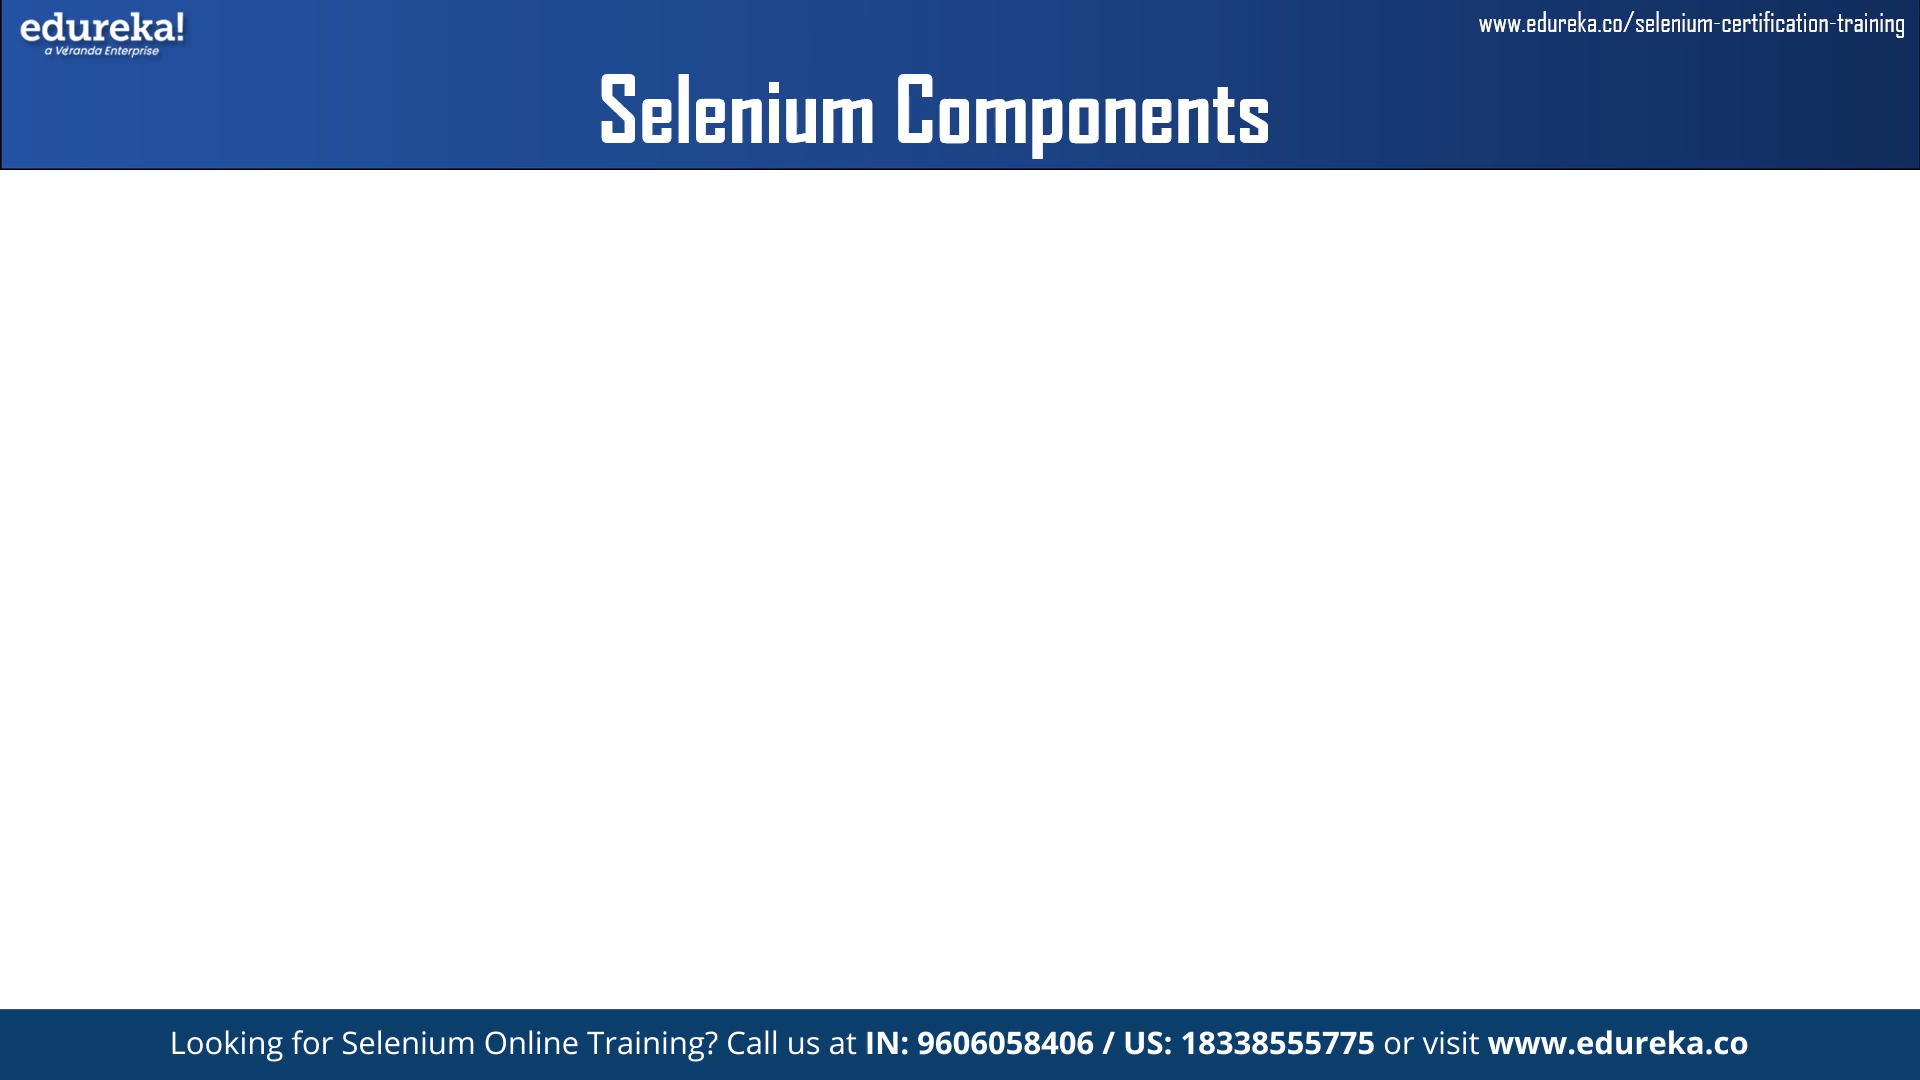 edureka!
a Veranda Enterprise
www.edureka.co/selenium-certification-training
Selenium Components
Looking for Selenium Online Training? Call us at IN: 9606058406 / US: 18338555775 or visit www.edureka.co